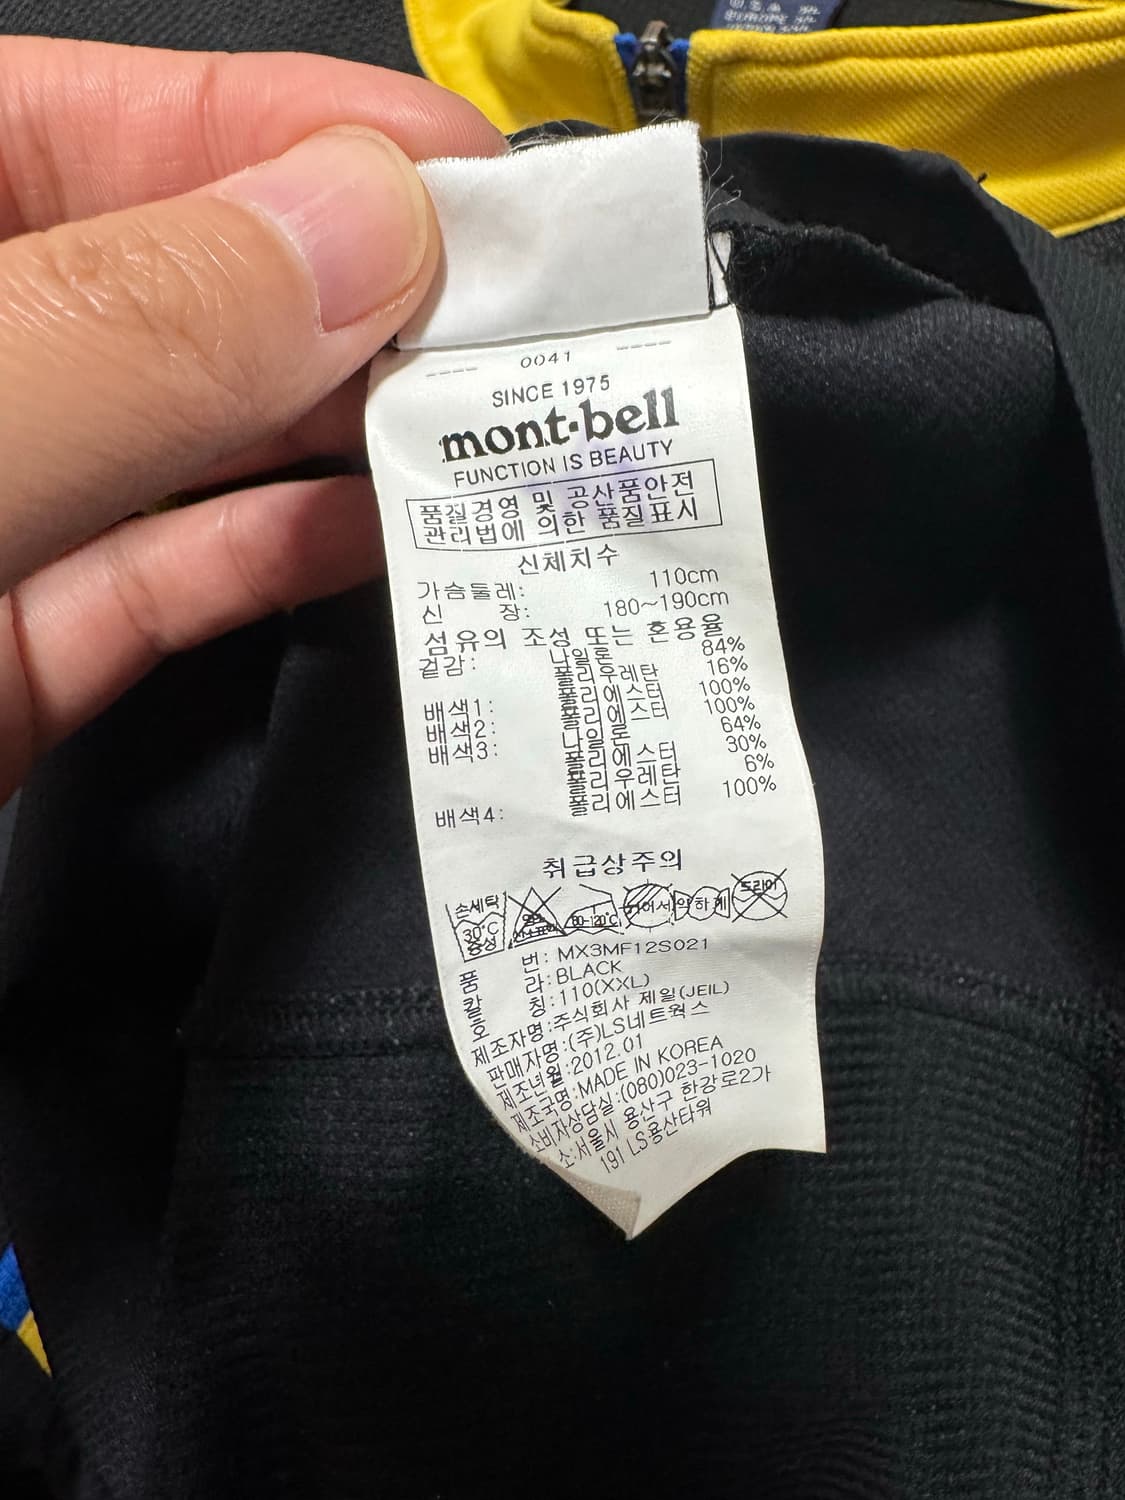 U.S.A. XL
EUROPE XL
0041
SINCE 1975
mont·bell
FUNCTION IS BEAUTY
품질경영 및 공산품안전
관리법에 의한 품질표시
신체치수
가슴둘레: 110cm
신 장: 180~190cm
섬유의 조성 또는 혼용율
겉감: 나일론 84%
폴리우레탄 16%
배색1: 폴리에스터 100%
배색2: 폴리에스터 100%
배색3: 나일론 64%
폴리에스터 30%
폴리우레탄 6%
배색4: 폴리에스터 100%
취급상주의
손세탁
30°C
중성
80~120°C
약하게
드라이
품 번: MX3MF12S021
칼 라:BLACK
호 칭:110(XXL)
제조자명:주식회사 제일(JEIL)
판매자명:(주)LS네트웍스
제조년월:2012.01
제조국명:MADE IN KOREA
소비자상담실:(080)023-1020
소:서울시 용산구 한강로2가
191 LS용산타워